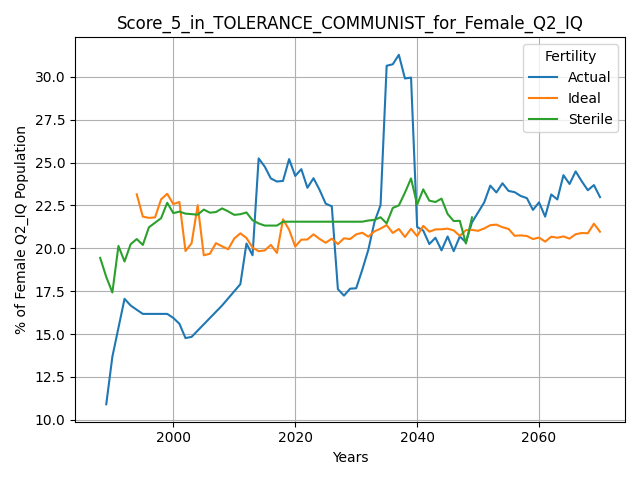 Score_5_in_TOLERANCE_COMMUNIST_for_Female_Q2_IQ
% of Female Q2_IQ Population
30.0
27.5
25.0
22.5
20.0
17.5
15.0
12.5
10.0
Fertility
Actual
Ideal
Sterile
2000
2020
2040
2060
Years